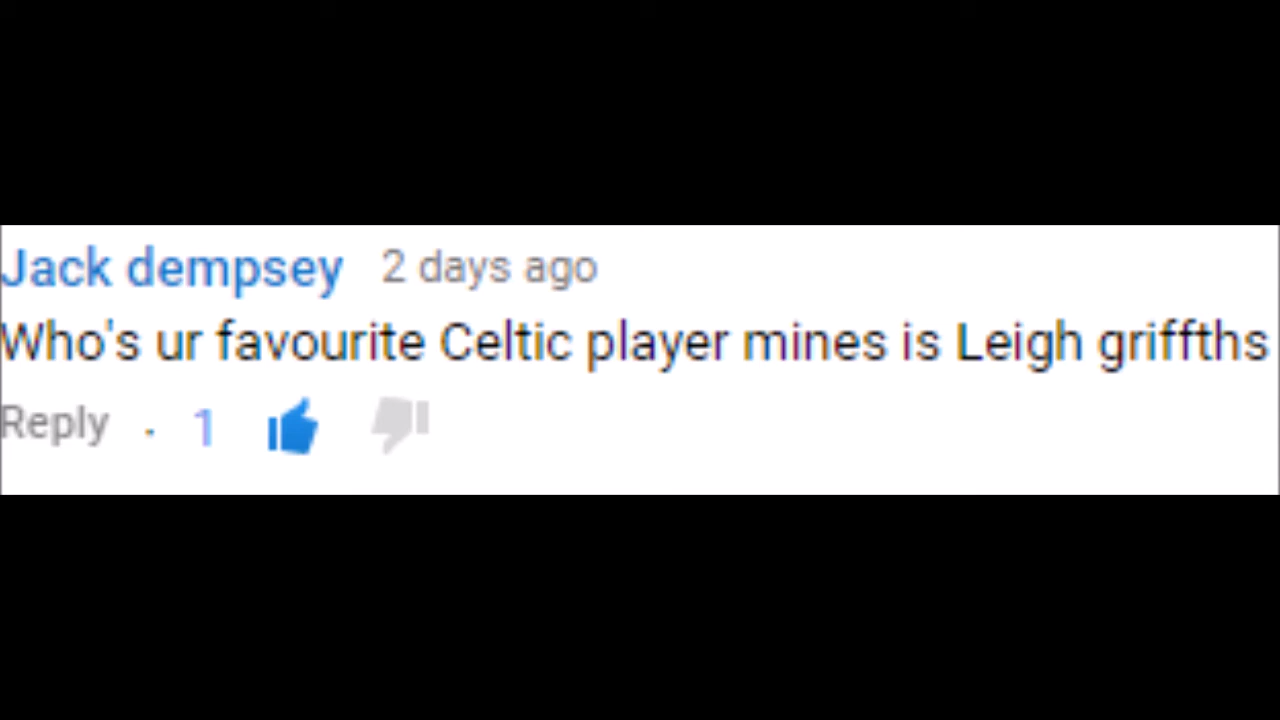 Jack dempsey 2 days ago
Who's ur favourite Celtic player mines is Leigh griffths
Reply . 1